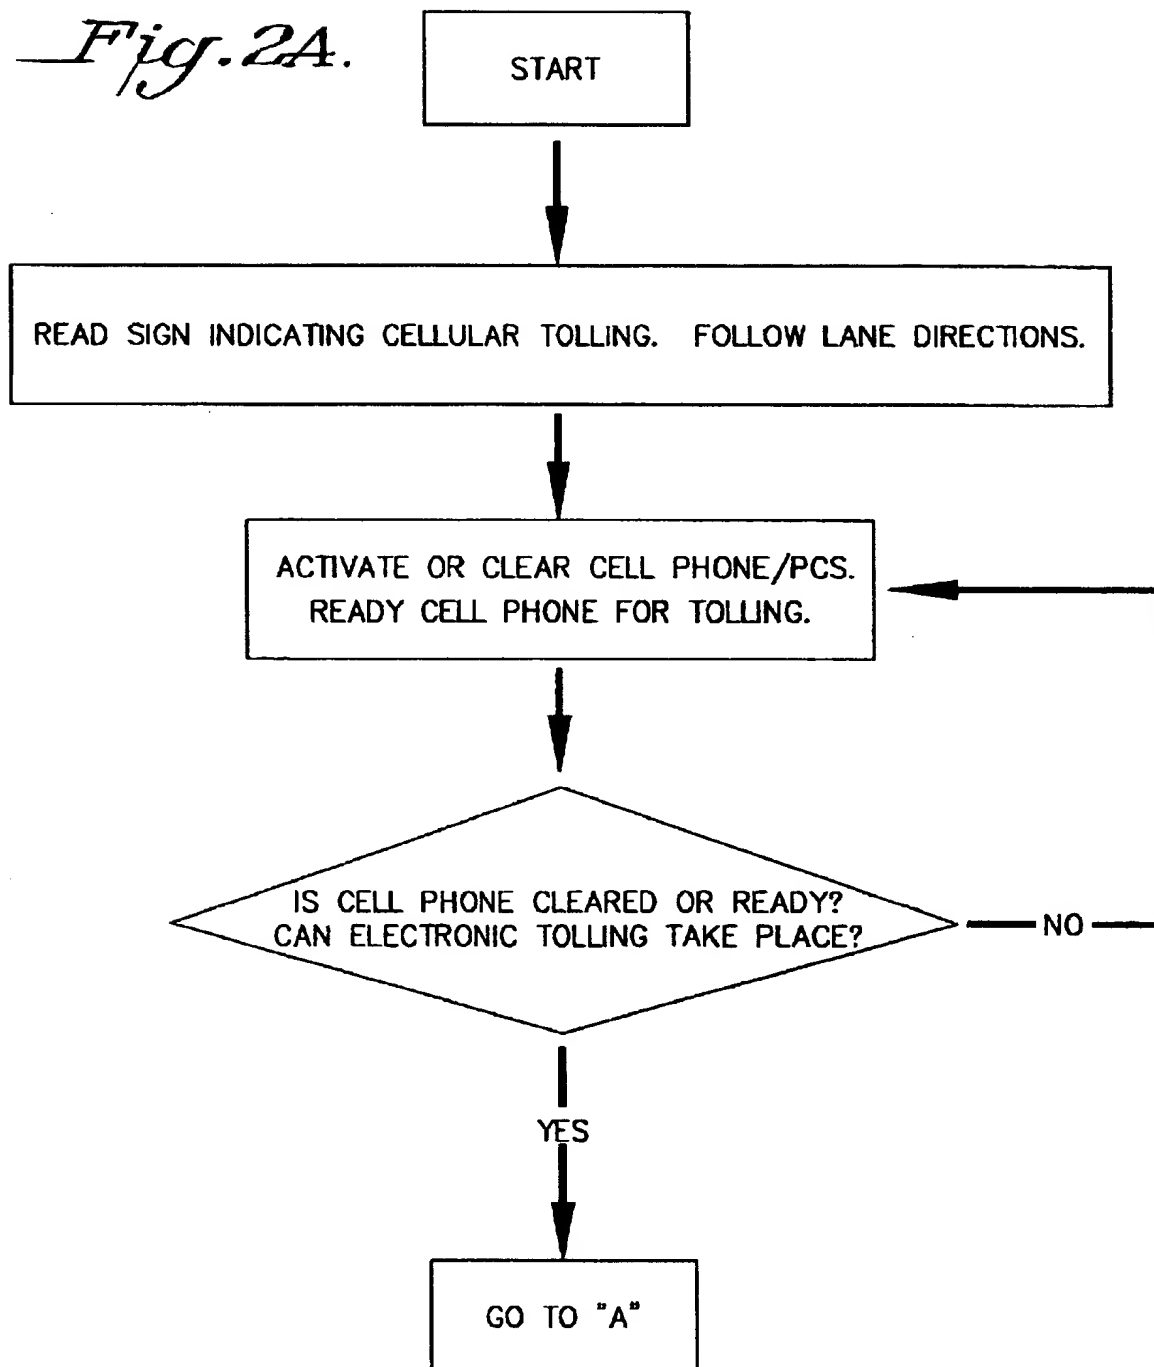 Fig. 2A.
START
READ SIGN INDICATING CELLULAR TOLLING. FOLLOW LANE DIRECTIONS.
ACTIVATE OR CLEAR CELL PHONE/PCS.
READY CELL PHONE FOR TOLLING.
IS CELL PHONE CLEARED OR READY?
CAN ELECTRONIC TOLLING TAKE PLACE?
NO
YES
GO TO "A"